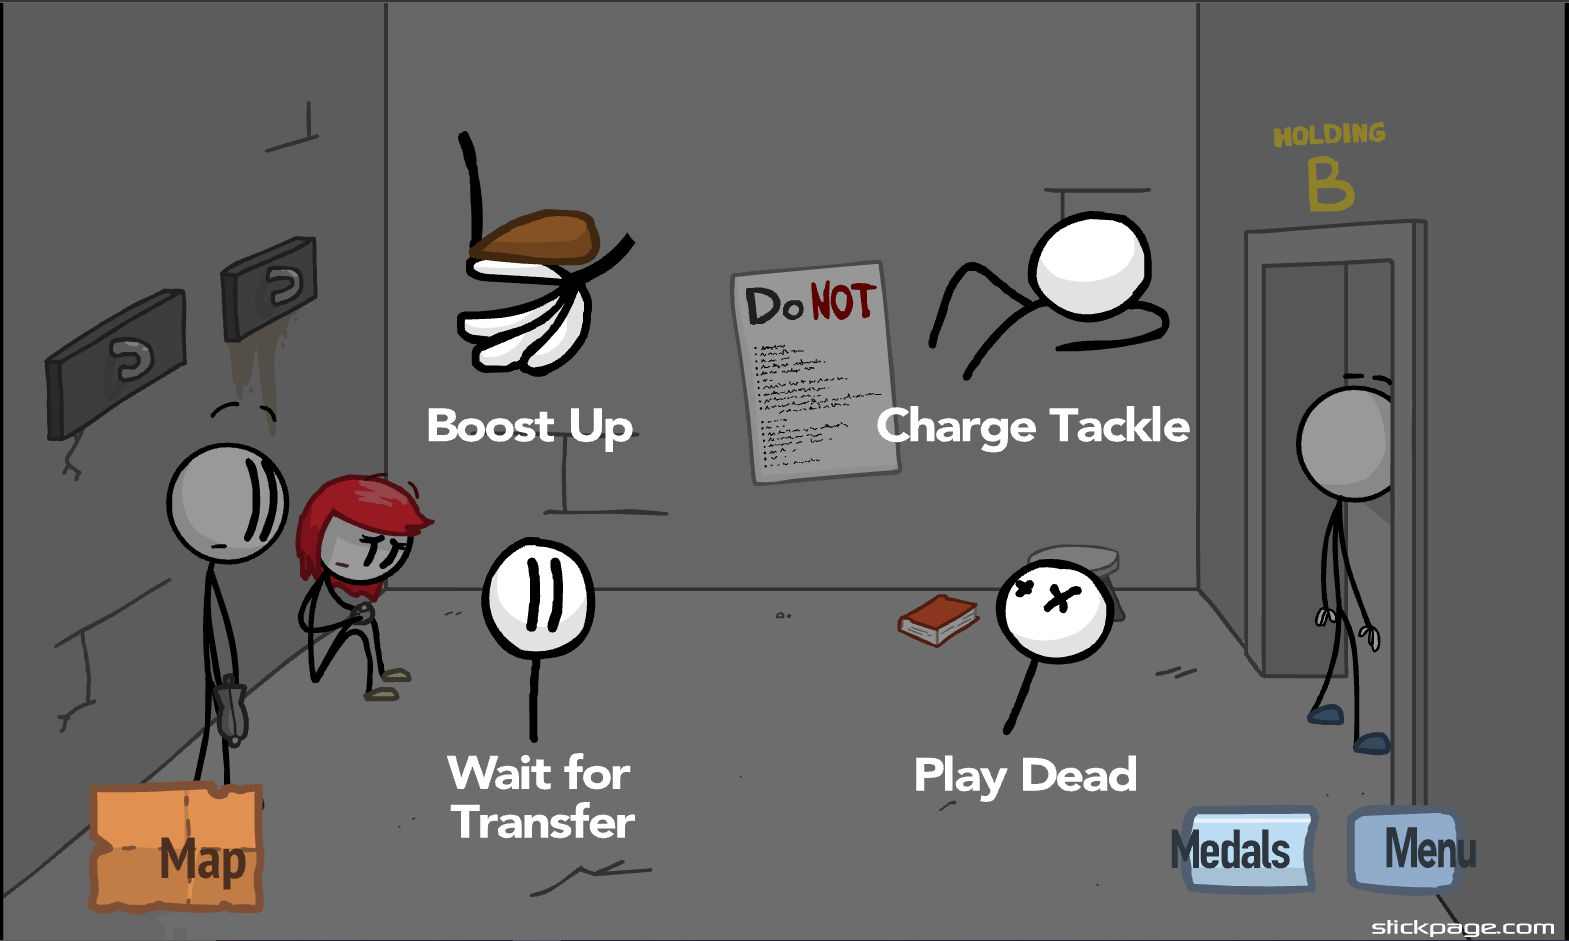 HOLDING
B
Do NOT
Boost Up
Charge Tackle
Wait for
Transfer
Play Dead
Map
Medals
Menu
stickpage.com